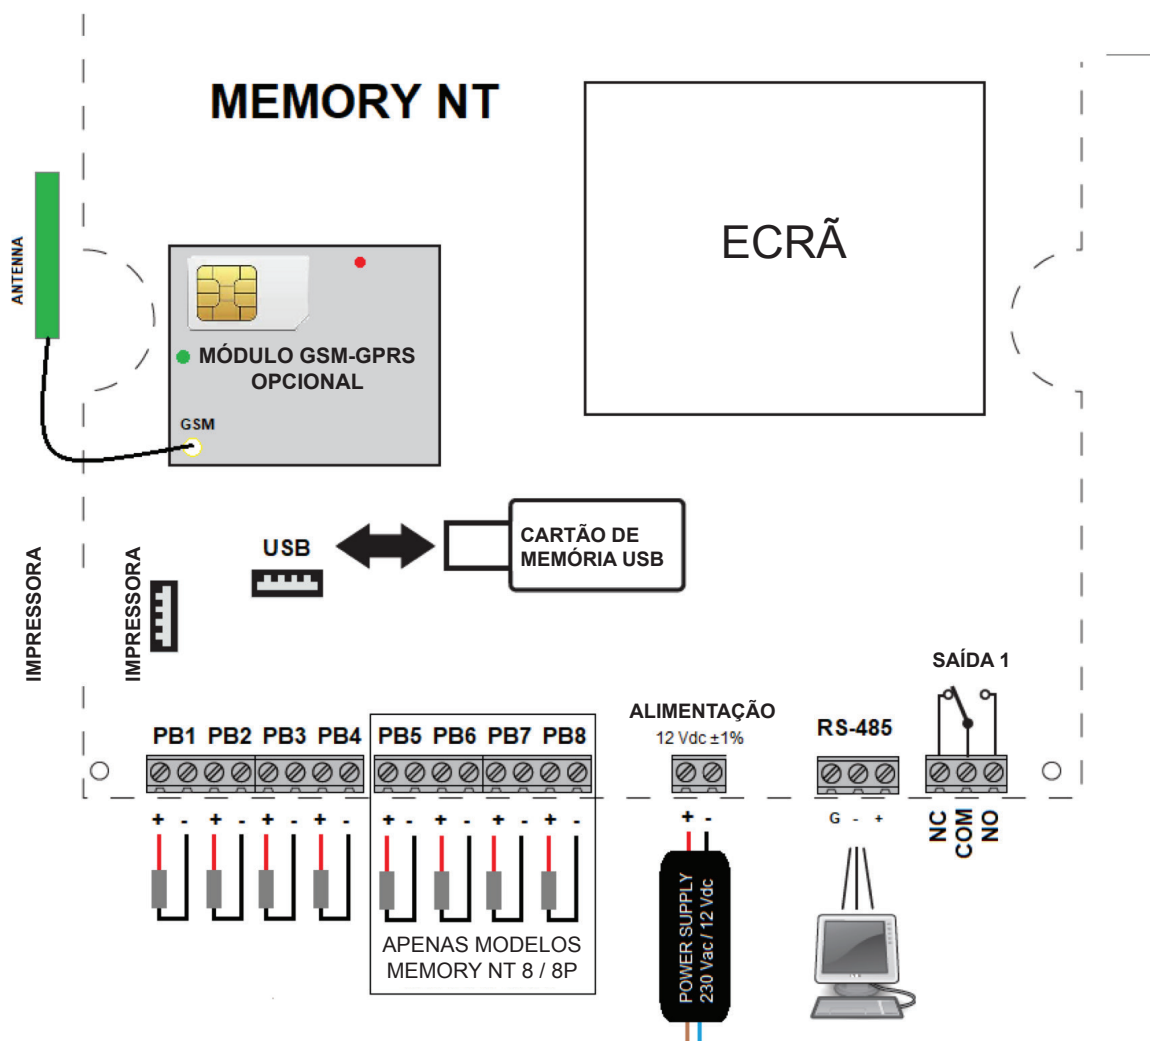 MEMORY NT
ECRÃ
ANTENNA
MÓDULO GSM-GPRS
OPCIONAL
GSM
USB
CARTÃO DE
MEMÓRIA USB
IMPRESSORA
IMPRESSORA
SAÍDA 1
ALIMENTAÇÃO
12 Vdc ±1%
RS-485
PB1 PB2 PB3 PB4 PB5 PB6 PB7 PB8
+ - + - + - + - + - + - + - + - + -
G - +
NC
COM
NO
POWER SUPPLY
230 Vac / 12 Vdc
APENAS MODELOS
MEMORY NT 8 / 8P